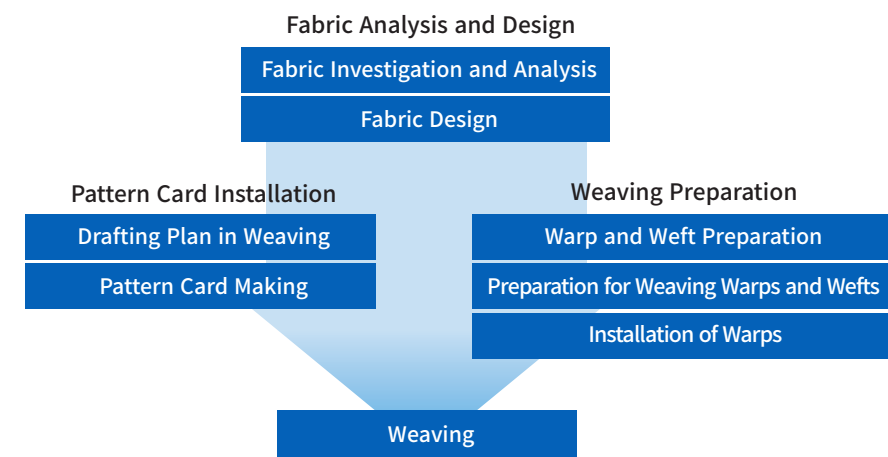 Fabric Analysis and Design
Fabric Investigation and Analysis
Fabric Design
Pattern Card Installation
Drafting Plan in Weaving
Pattern Card Making
Weaving Preparation
Warp and Weft Preparation
Preparation for Weaving Warps and Wefts
Installation of Warps
Weaving